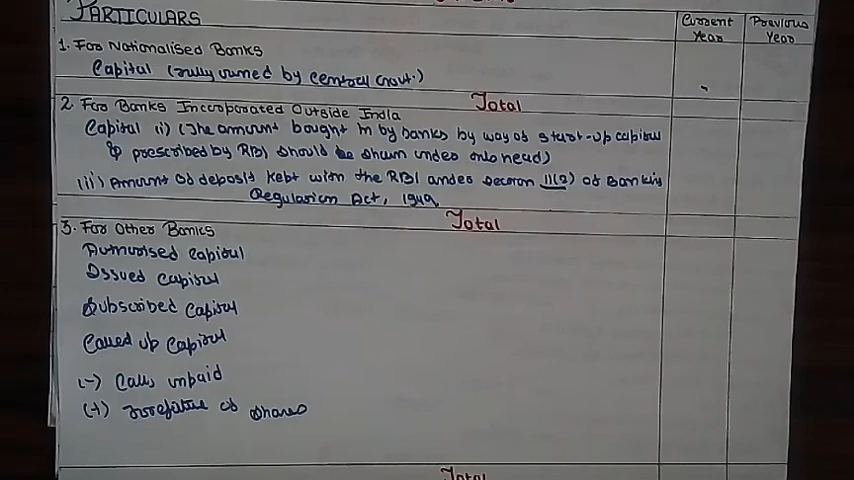 PARTICULARS Current Year Previous Year
1. For Nationalised Banks
Capital (fully owned by Central Govt.)
Total
2. For Banks Incorporated Outside India
Capital (i) (The amount bought in by banks by way of start-up capital
prescribed by RBI should be shown under this head)
(ii) Amount of deposit kept with the RBI under section 11(2) of Banking
Regulation Act, 1949
Total
3. For Other Banks
Authorised Capital
Issued Capital
Subscribed Capital
Called up Capital
(-) Calls unpaid
(+) Forfeiture of shares
Total